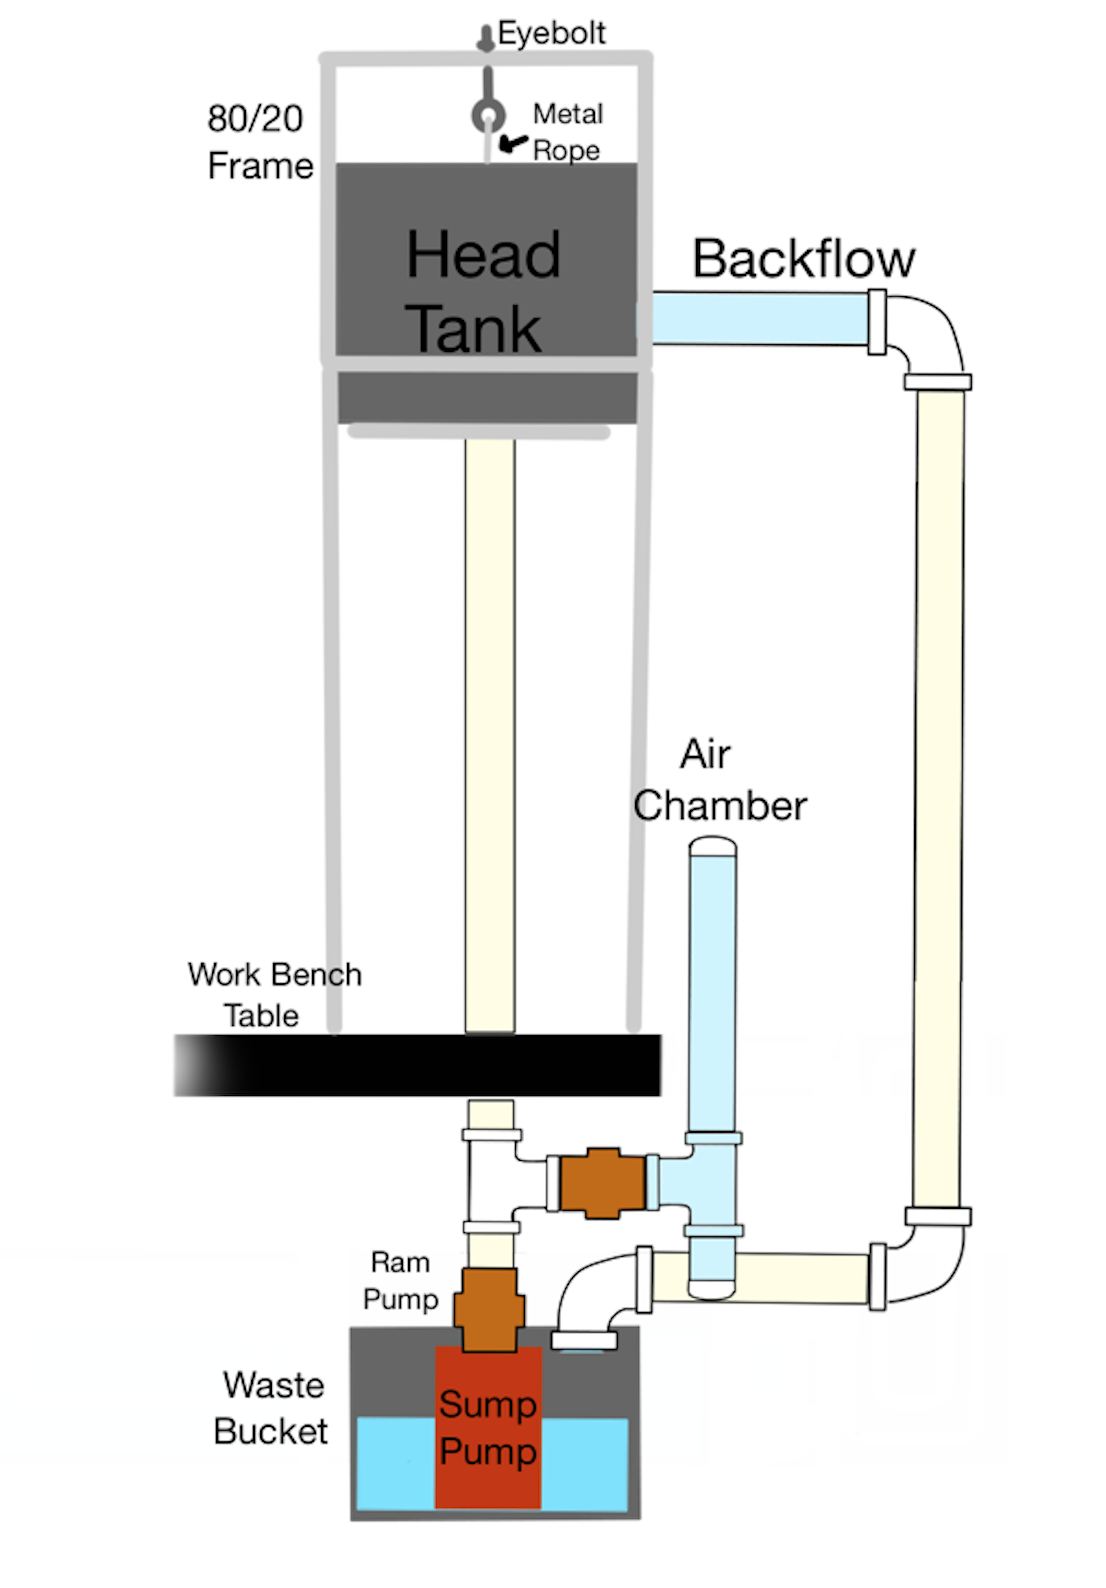 Eyebolt
80/20
Frame
Metal
Rope
Head
Tank
Backflow
Air
Chamber
Work Bench
Table
Ram
Pump
Waste
Bucket
Sump
Pump